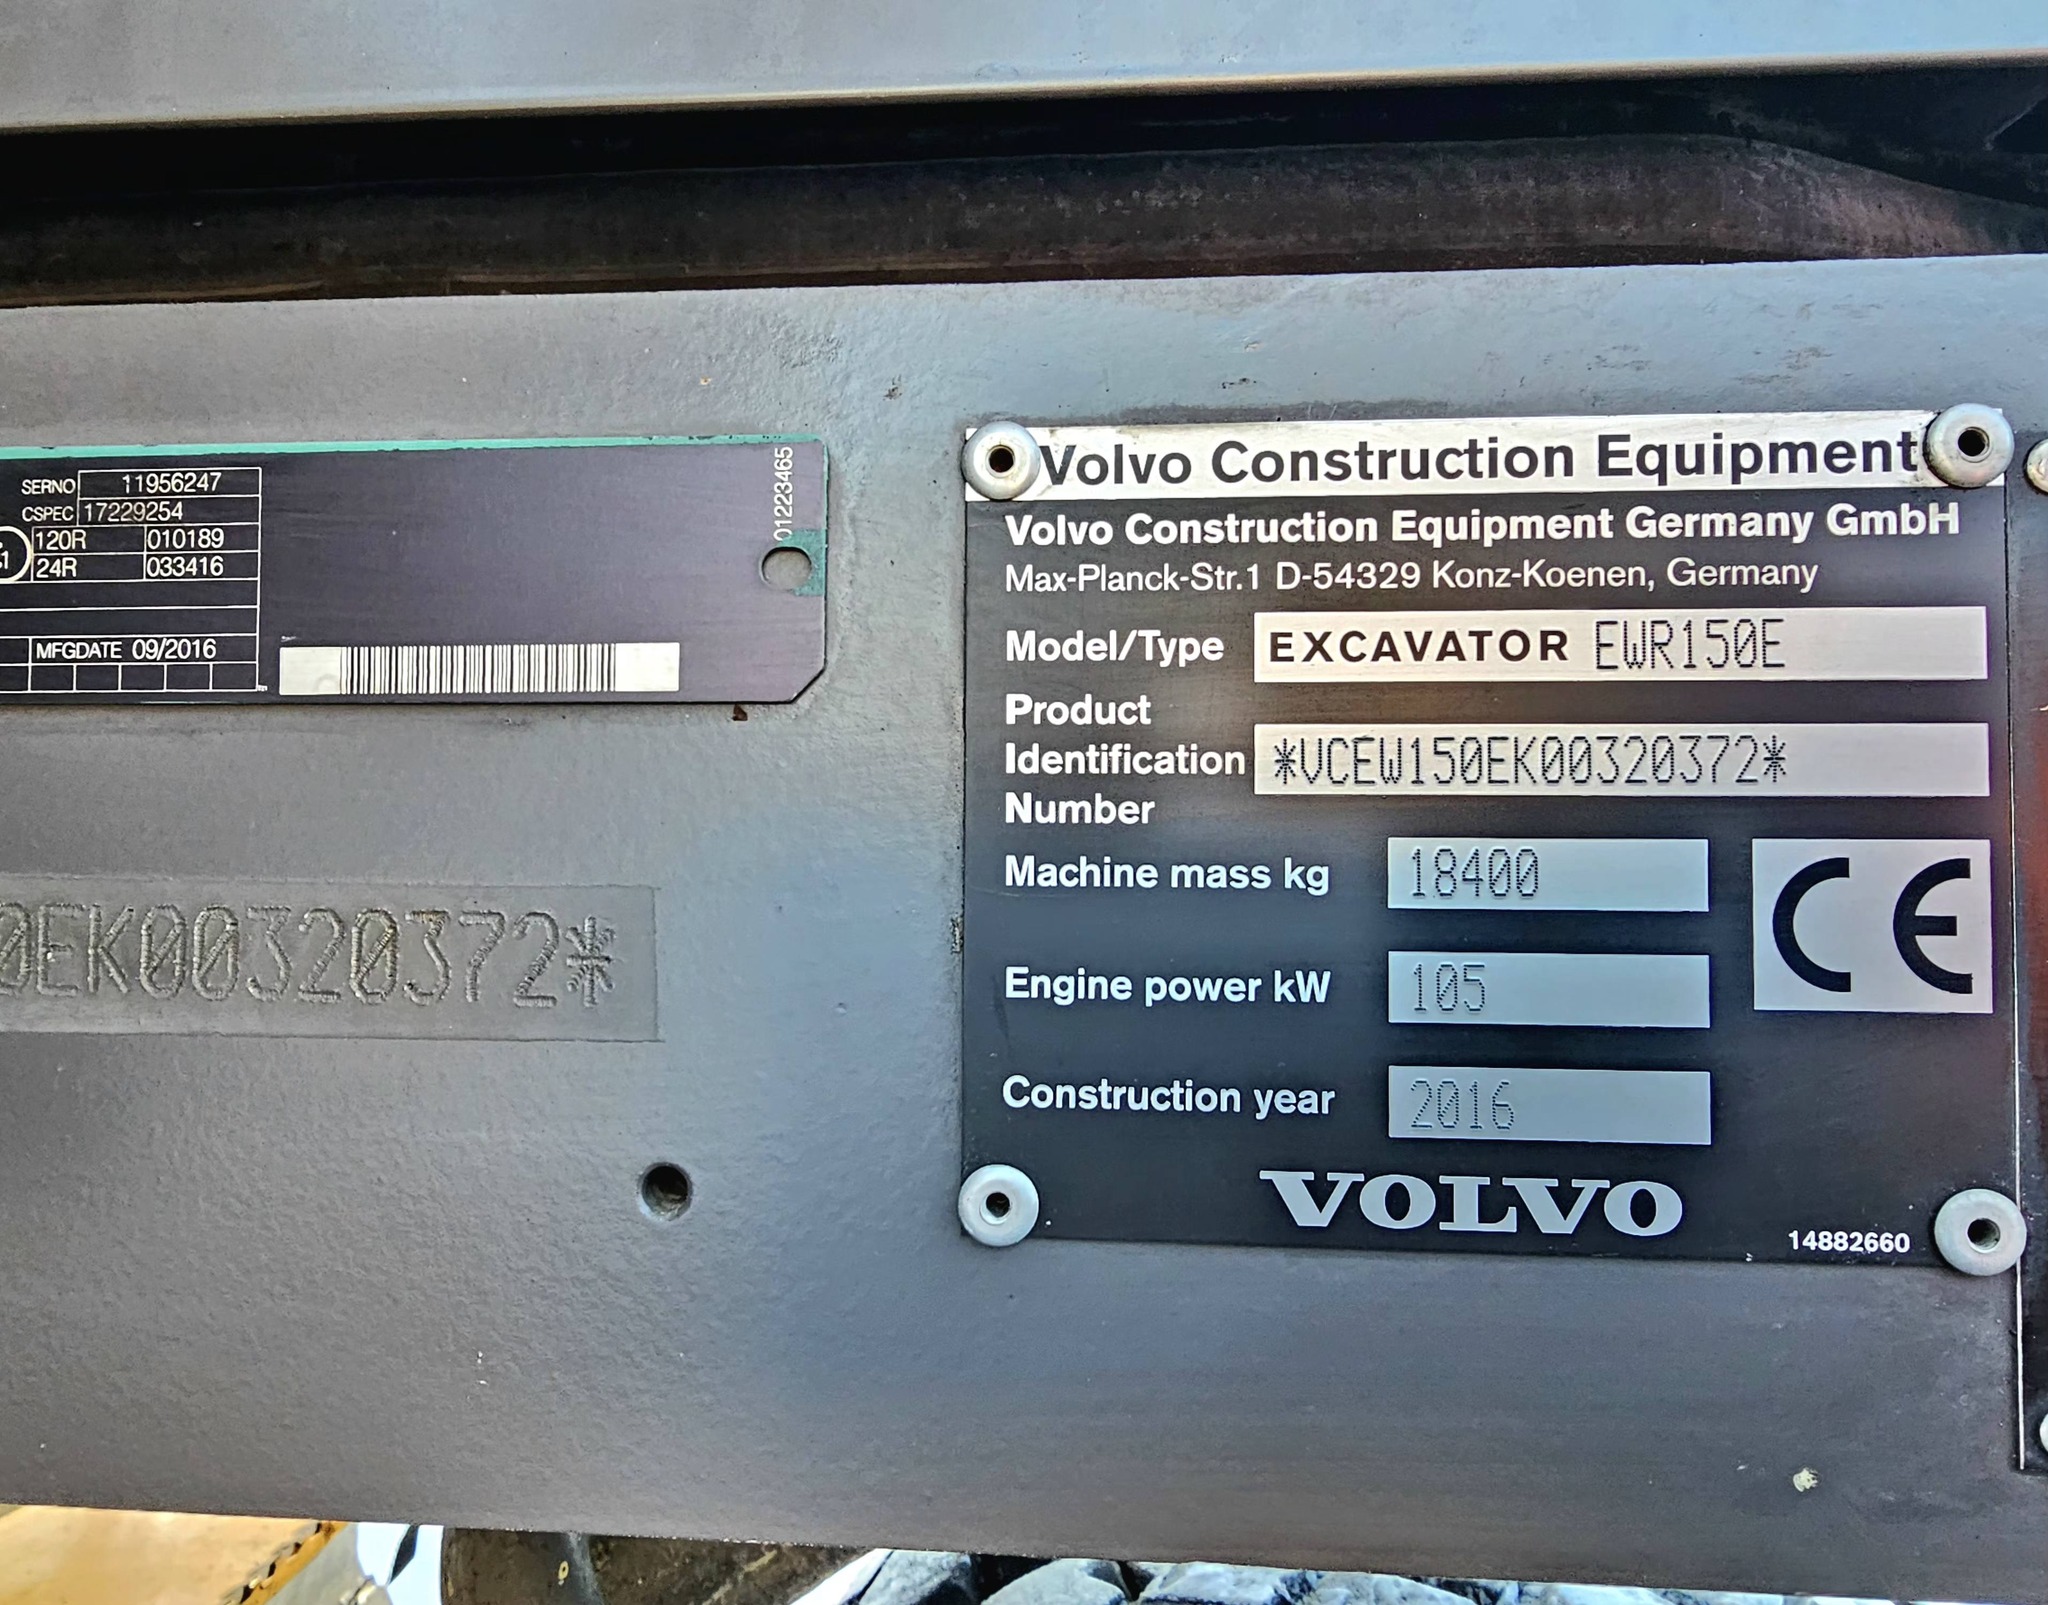 SERNO 11956247
CSPEC 17229254
120R 010189
24R 033416
MFGDATE 09/2016
01223465
0EK00320372*
Volvo Construction Equipment
Volvo Construction Equipment Germany GmbH
Max-Planck-Str.1 D-54329 Konz-Koenen, Germany
Model/Type EXCAVATOR EWR150E
Product
Identification *VCEW150EK00320372*
Number
Machine mass kg 18400
CE
Engine power kW 105
Construction year 2016
VOLVO
14882660